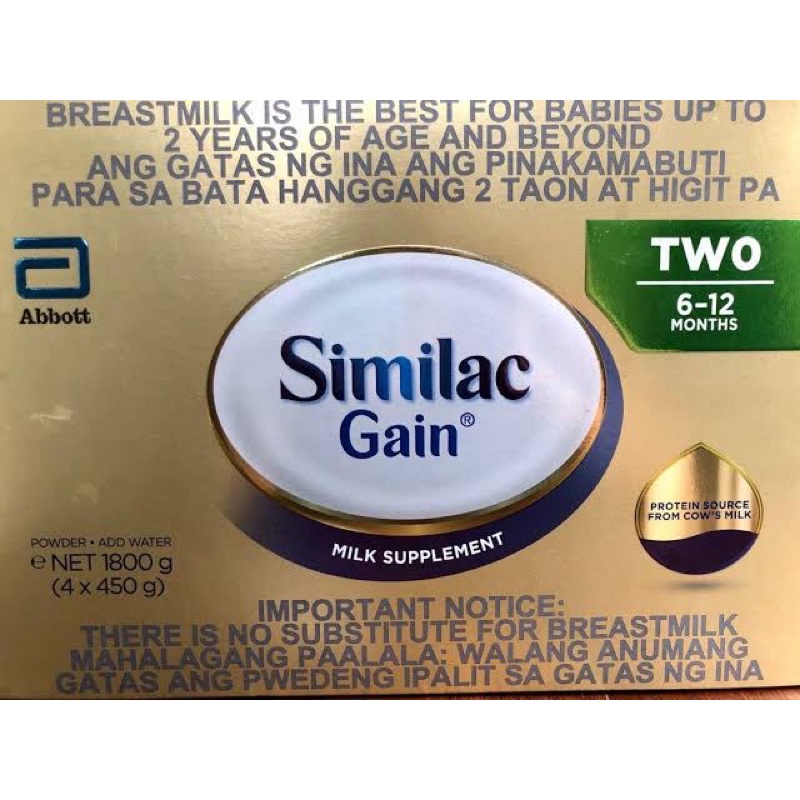 BREASTMILK IS THE BEST FOR BABIES UP TO
2 YEARS OF AGE AND BEYOND
ANG GATAS NG INA ANG PINAKAMABUTI
PARA SA BATA HANGGANG 2 TAON AT HIGIT PA
Abbott
TWO
6-12
MONTHS
Similac
Gain®
MILK SUPPLEMENT
PROTEIN SOURCE
FROM COW'S MILK
POWDER • ADD WATER
e NET 1800 g
(4 x 450 g)
IMPORTANT NOTICE:
THERE IS NO SUBSTITUTE FOR BREASTMILK
MAHALAGANG PAALALA: WALANG ANUMANG
GATAS ANG PWEDENG IPALIT SA GATAS NG INA